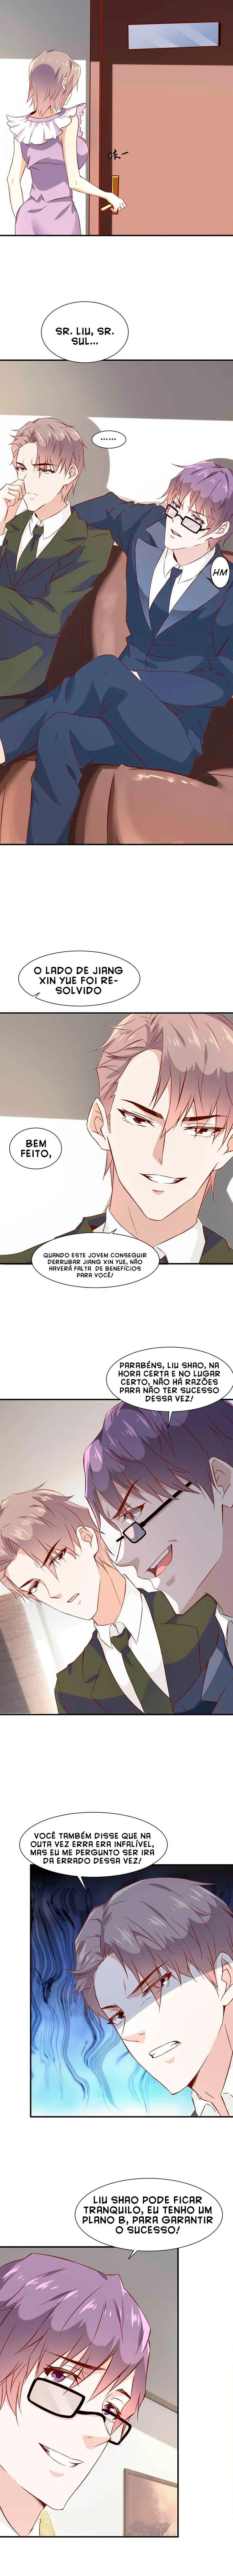 咳一
SR. LIU, SR.
SUL...
......
HM
O LADO DE JIANG
XIN YUE FOI RE-
SOLVIDO
BEM
FEITO,
QUANDO ESTE JOVEM CONSEGUIR
DERRUBAR JIANG XIN YUE, NÃO
HAVERÁ FALTA DE BENEFÍCIOS
PARA VOCÊ!
PARABÉNS, LIU SHAO, NA
HORA CERTA E NO LUGAR
CERTO, NÃO HÁ RAZÕES
PARA NÃO TER SUCESSO
DESSA VEZ!
VOCÊ TAMBÉM DISSE QUE NA
OUTA VEZ ERRA ERA INFALÍVEL,
MAS EU ME PERGUNTO SER IRA
DA ERRADO DESSA VEZ!
LIU SHAO PODE FICAR
TRANQUILO, EU TENHO UM
PLANO B, PARA GARANTIR
O SUCESSO!